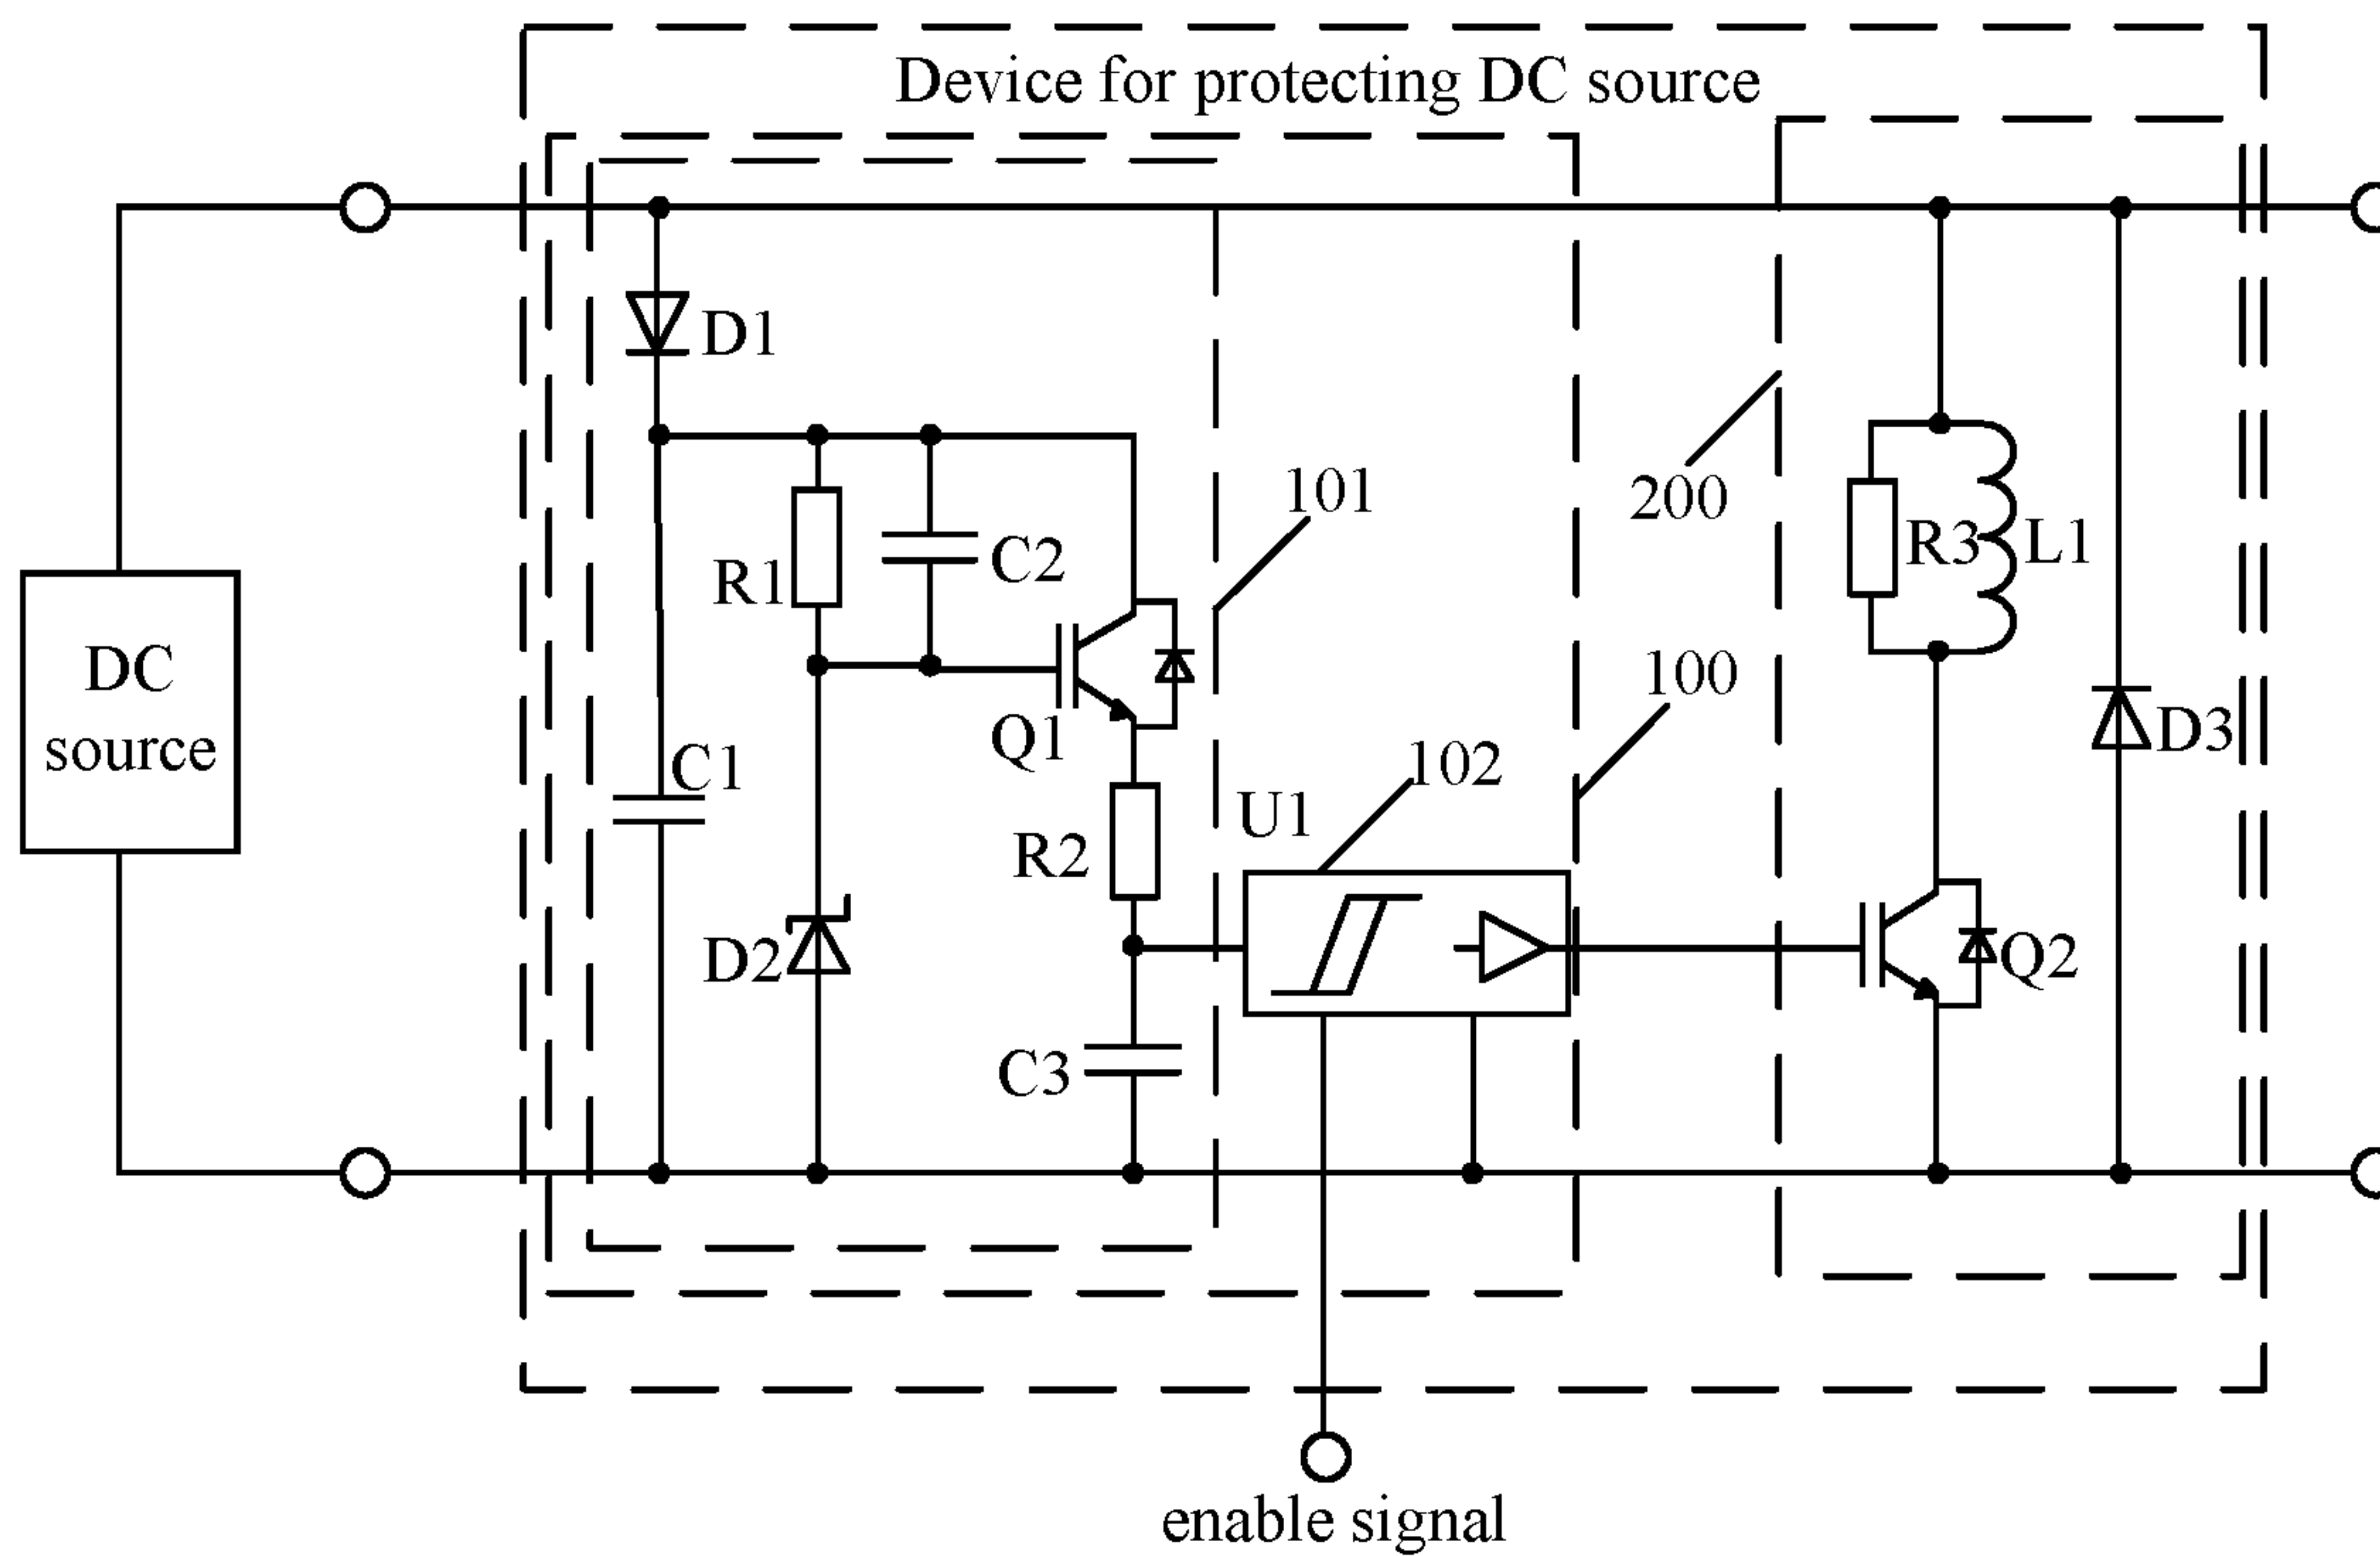 Device for protecting DC source
D1
101
200
R1
C2
R3
L1
DC
source
100
Q1
D3
C1
102
U1
R2
D2
Q2
C3
enable signal